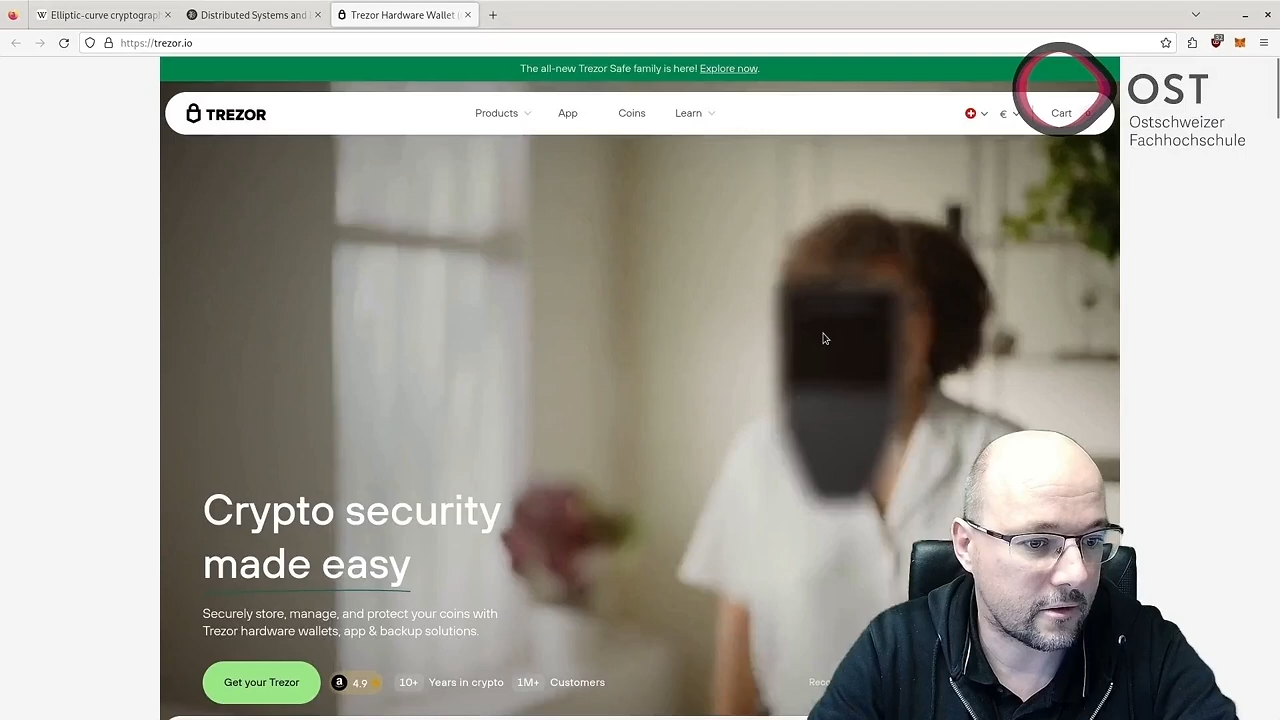 Elliptic-curve cryptograph
Distributed Systems and
Trezor Hardware Wallet (
https://trezor.io
The all-new Trezor Safe family is here! Explore now.
TREZOR
Products
App
Coins
Learn
€
Cart
OST
Ostschweizer
Fachhochschule
Crypto security
made easy
Securely store, manage, and protect your coins with
Trezor hardware wallets, app & backup solutions.
Get your Trezor
4.9
10+ Years in crypto
1M+ Customers